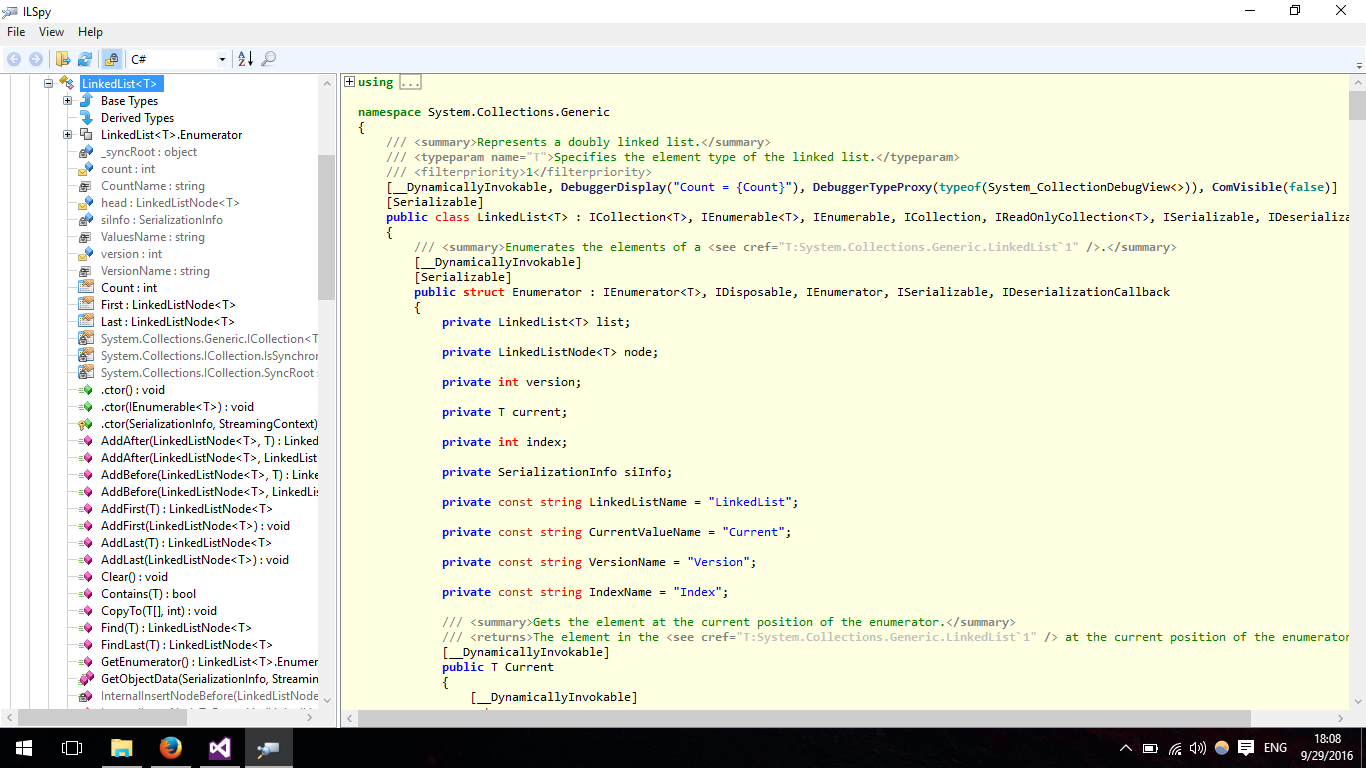 ILSpy
File View Help
C#
LinkedList<T>
Base Types
Derived Types
LinkedList<T>.Enumerator
_syncRoot : object
count : int
CountName : string
head : LinkedListNode<T>
siInfo : SerializationInfo
ValuesName : string
version : int
VersionName : string
Count : int
First : LinkedListNode<T>
Last : LinkedListNode<T>
System.Collections.Generic.ICollection<T
System.Collections.ICollection.IsSynchron
System.Collections.ICollection.SyncRoot :
.ctor() : void
.ctor(IEnumerable<T>) : void
.ctor(SerializationInfo, StreamingContext)
AddAfter(LinkedListNode<T>, T) : Linked
AddAfter(LinkedListNode<T>, LinkedList
AddBefore(LinkedListNode<T>, T) : Linke
AddBefore(LinkedListNode<T>, LinkedLis
AddFirst(T) : LinkedListNode<T>
AddFirst(LinkedListNode<T>) : void
AddLast(T) : LinkedListNode<T>
AddLast(LinkedListNode<T>) : void
Clear() : void
Contains(T) : bool
CopyTo(T[], int) : void
Find(T) : LinkedListNode<T>
FindLast(T) : LinkedListNode<T>
GetEnumerator() : LinkedList<T>.Enumer
GetObjectData(SerializationInfo, Streamin
InternalInsertNodeBefore(LinkedListNode
using ...
namespace System.Collections.Generic
{
/// <summary>Represents a doubly linked list.</summary>
/// <typeparam name="T">Specifies the element type of the linked list.</typeparam>
/// <filterpriority>1</filterpriority>
[__DynamicallyInvokable, DebuggerDisplay("Count = {Count}"), DebuggerTypeProxy(typeof(System_CollectionDebugView<>)), ComVisible(false)]
[Serializable]
public class LinkedList<T> : ICollection<T>, IEnumerable<T>, IEnumerable, ICollection, IReadOnlyCollection<T>, ISerializable, IDeserializa
{
/// <summary>Enumerates the elements of a <see cref="T:System.Collections.Generic.LinkedList`1" />.</summary>
[__DynamicallyInvokable]
[Serializable]
public struct Enumerator : IEnumerator<T>, IDisposable, IEnumerator, ISerializable, IDeserializationCallback
{
private LinkedList<T> list;
private LinkedListNode<T> node;
private int version;
private T current;
private int index;
private SerializationInfo siInfo;
private const string LinkedListName = "LinkedList";
private const string CurrentValueName = "Current";
private const string VersionName = "Version";
private const string IndexName = "Index";
/// <summary>Gets the element at the current position of the enumerator.</summary>
/// <returns>The element in the <see cref="T:System.Collections.Generic.LinkedList`1" /> at the current position of the enumerator
[__DynamicallyInvokable]
public T Current
{
[__DynamicallyInvokable]
ENG
18:08
9/29/2016